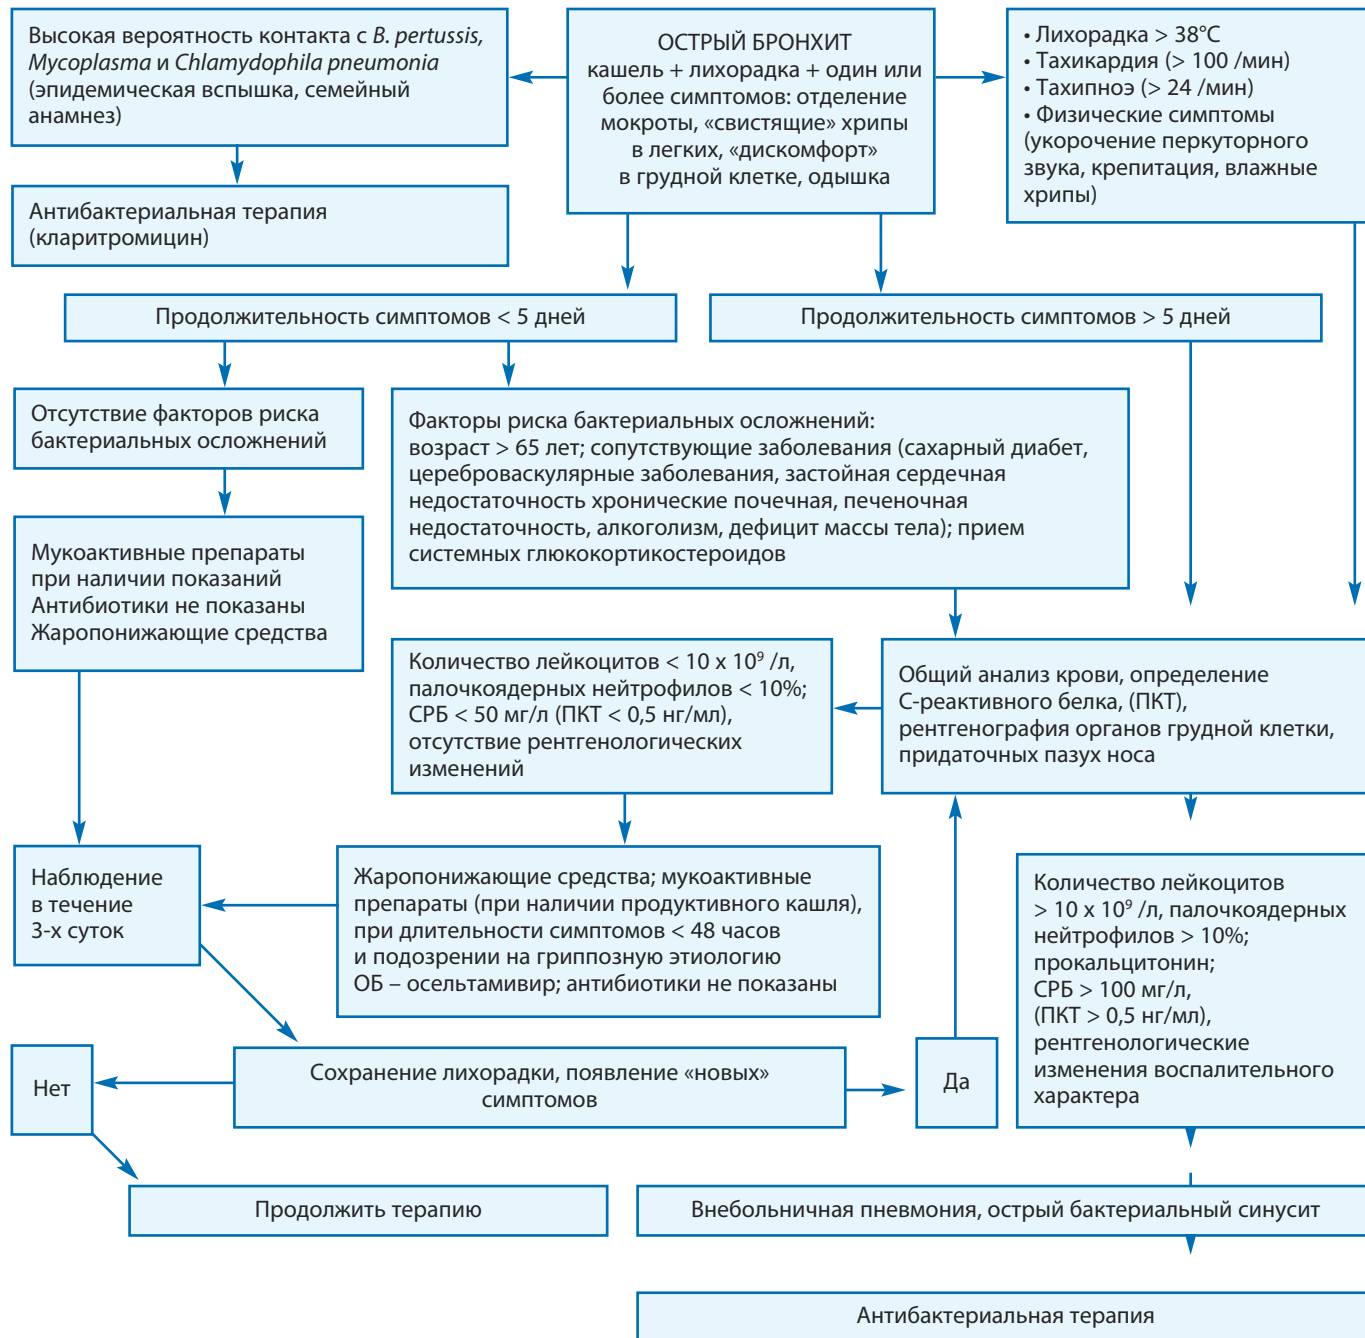 Высокая вероятность контакта с B. pertussis,
Mycoplasma и Chlamydophila pneumonia
(эпидемическая вспышка, семейный
анамнез)
ОСТРЫЙ БРОНХИТ
кашель + лихорадка + один или
более симптомов: отделение
мокроты, «свистящие» хрипы
в легких, «дискомфорт»
в грудной клетке, одышка
• Лихорадка > 38°С
• Тахикардия (> 100 /мин)
• Тахипноэ (> 24 /мин)
• Физические симптомы
(укорочение перкуторного
звука, крепитация, влажные
хрипы)
Антибактериальная терапия
(кларитромицин)
Продолжительность симптомов < 5 дней
Продолжительность симптомов > 5 дней
Отсутствие факторов риска
бактериальных осложнений
Факторы риска бактериальных осложнений:
возраст > 65 лет; сопутствующие заболевания (сахарный диабет,
цереброваскулярные заболевания, застойная сердечная
недостаточность хронические почечная, печеночная
недостаточность, алкоголизм, дефицит массы тела); прием
системных глюкокортикостероидов
Мукоактивные препараты
при наличии показаний
Антибиотики не показаны
Жаропонижающие средства
Количество лейкоцитов < 10 x 10⁹ /л,
палочкоядерных нейтрофилов < 10%;
СРБ < 50 мг/л (ПКТ < 0,5 нг/мл),
отсутствие рентгенологических
изменений
Общий анализ крови, определение
С-реактивного белка, (ПКТ),
рентгенография органов грудной клетки,
придаточных пазух носа
Наблюдение
в течение
3-х суток
Жаропонижающие средства; мукоактивные
препараты (при наличии продуктивного кашля),
при длительности симптомов < 48 часов
и подозрении на гриппозную этиологию
ОБ – осельтамивир; антибиотики не показаны
Количество лейкоцитов
> 10 x 10⁹ /л, палочкоядерных
нейтрофилов > 10%;
прокальцитонин;
СРБ > 100 мг/л,
(ПКТ > 0,5 нг/мл),
рентгенологические
изменения воспалительного
характера
Нет
Сохранение лихорадки, появление «новых»
симптомов
Да
Продолжить терапию
Внебольничная пневмония, острый бактериальный синусит
Антибактериальная терапия